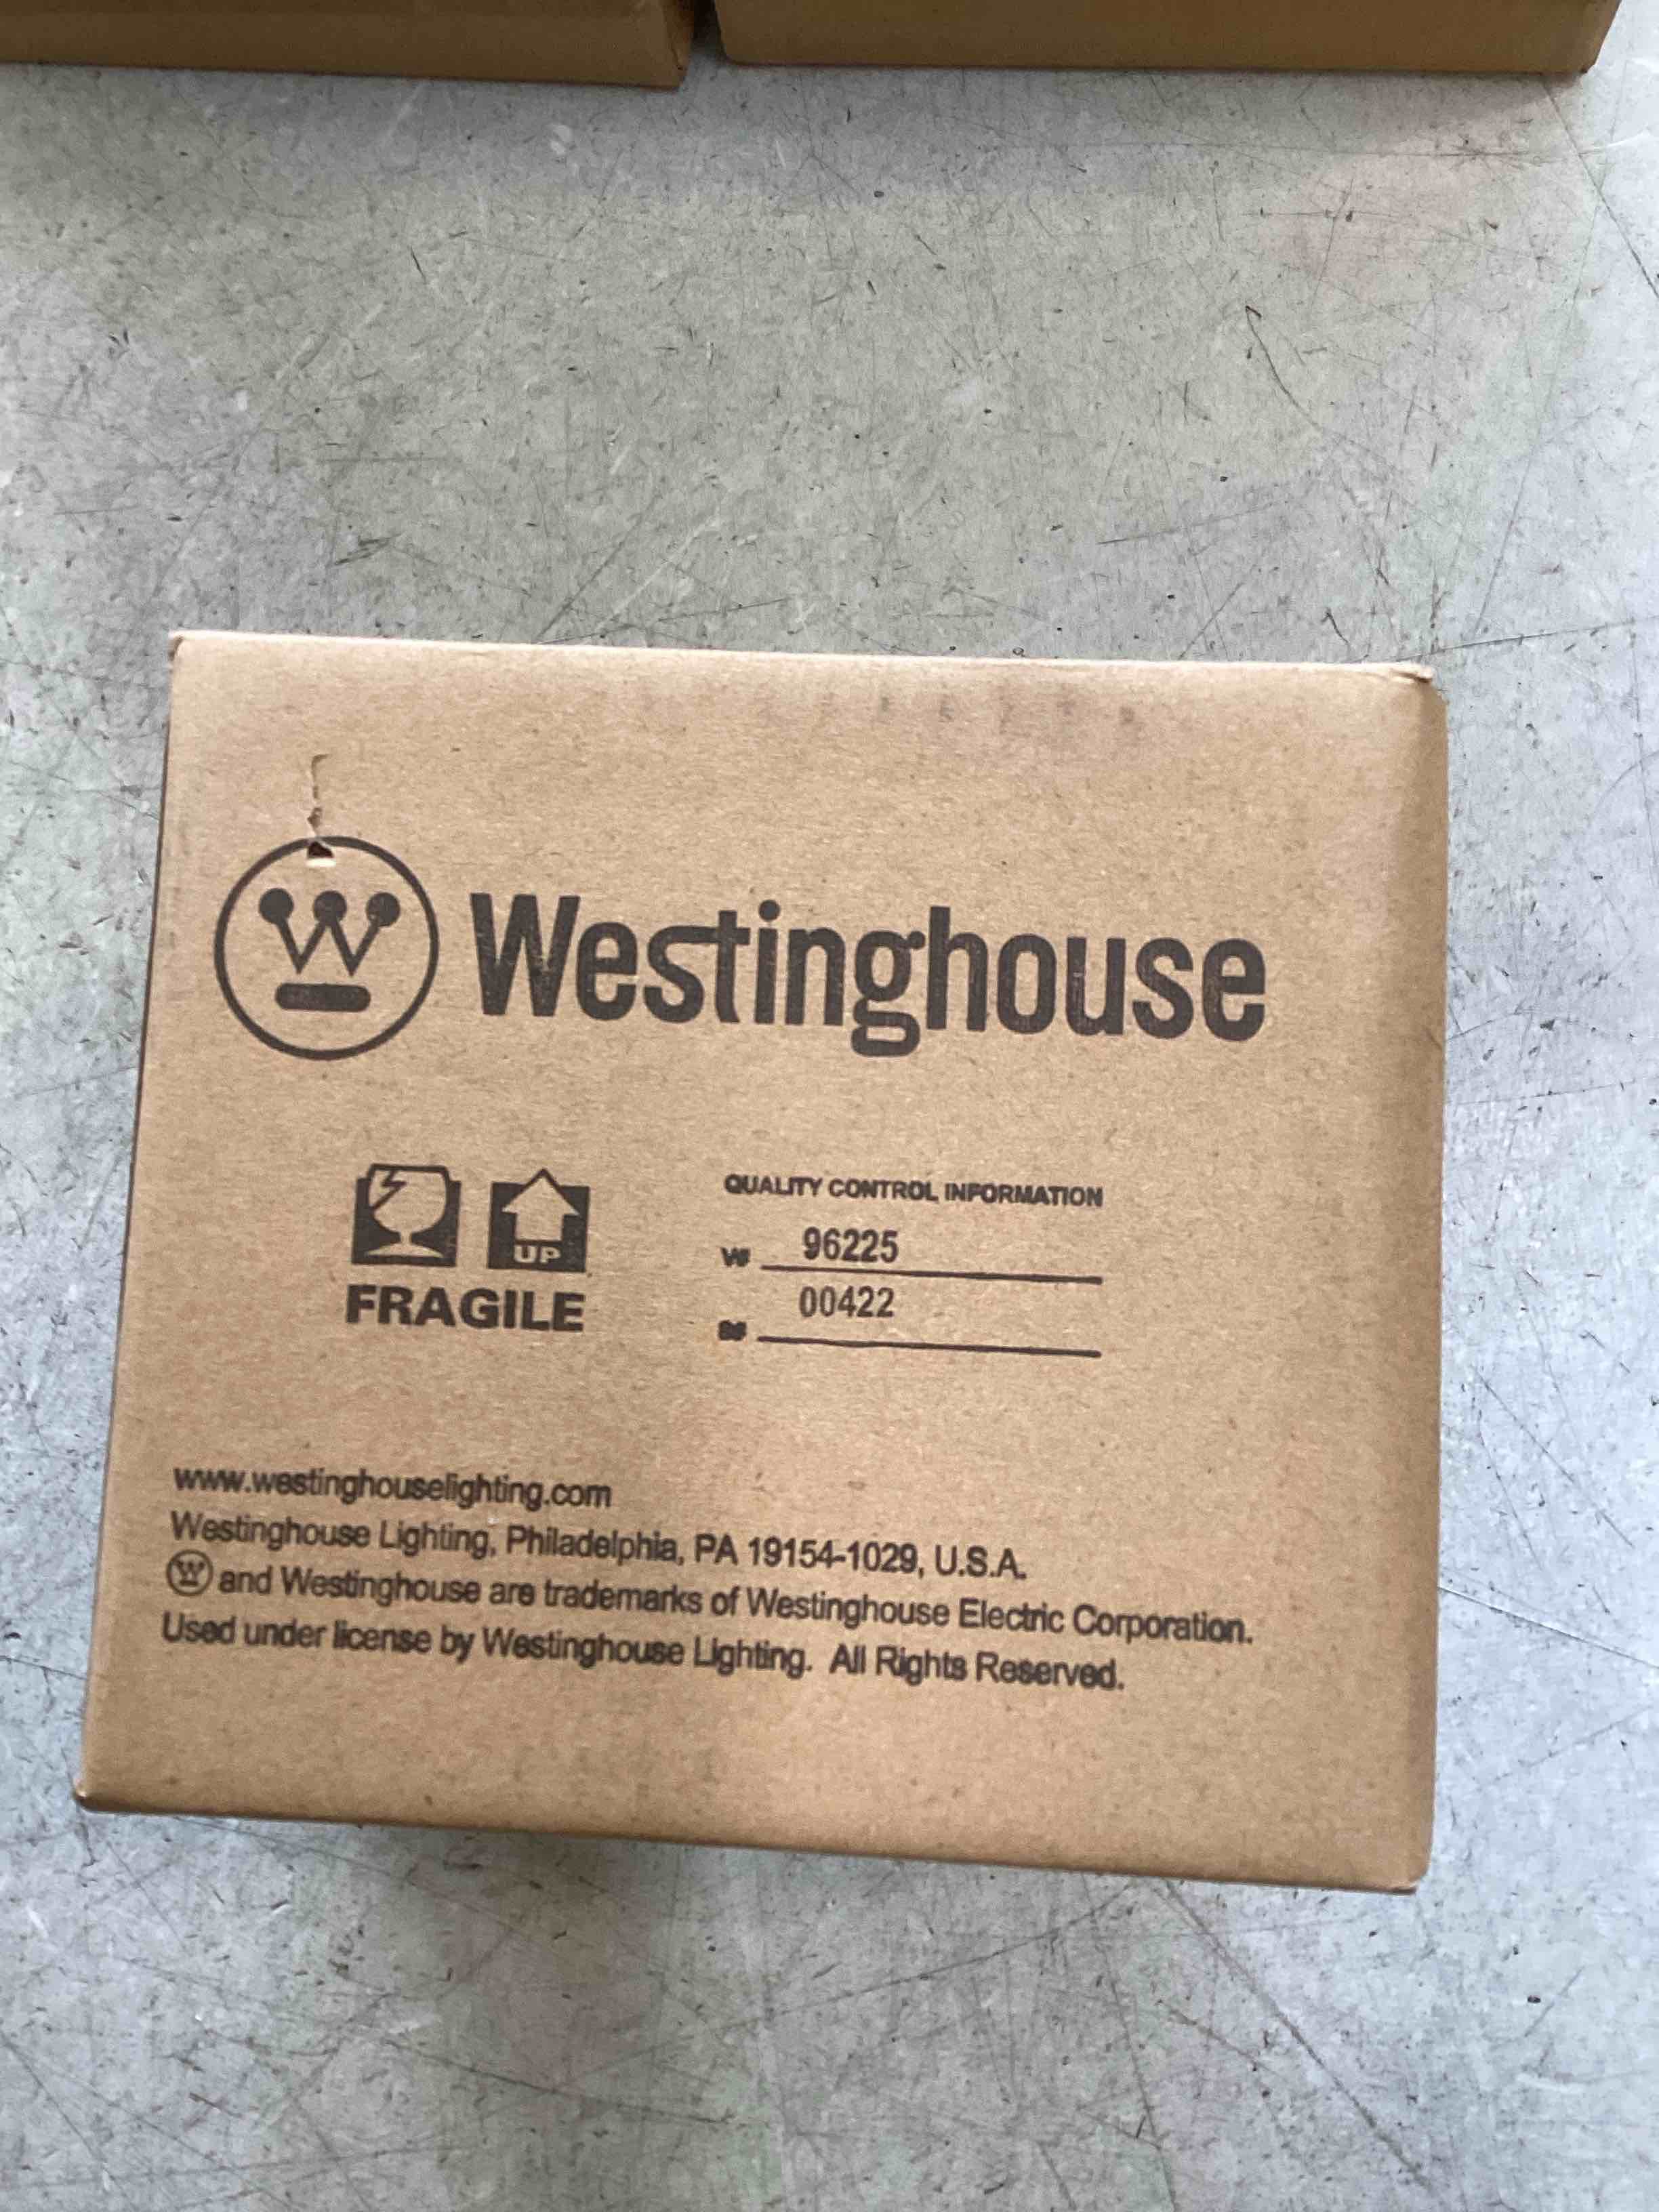 Westinghouse
UP
FRAGILE
QUALITY CONTROL INFORMATION
96225
00422
www.westinghouselighting.com
Westinghouse Lighting, Philadelphia, PA 19154-1029, U.S.A.
and Westinghouse are trademarks of Westinghouse Electric Corporation.
Used under license by Westinghouse Lighting. All Rights Reserved.